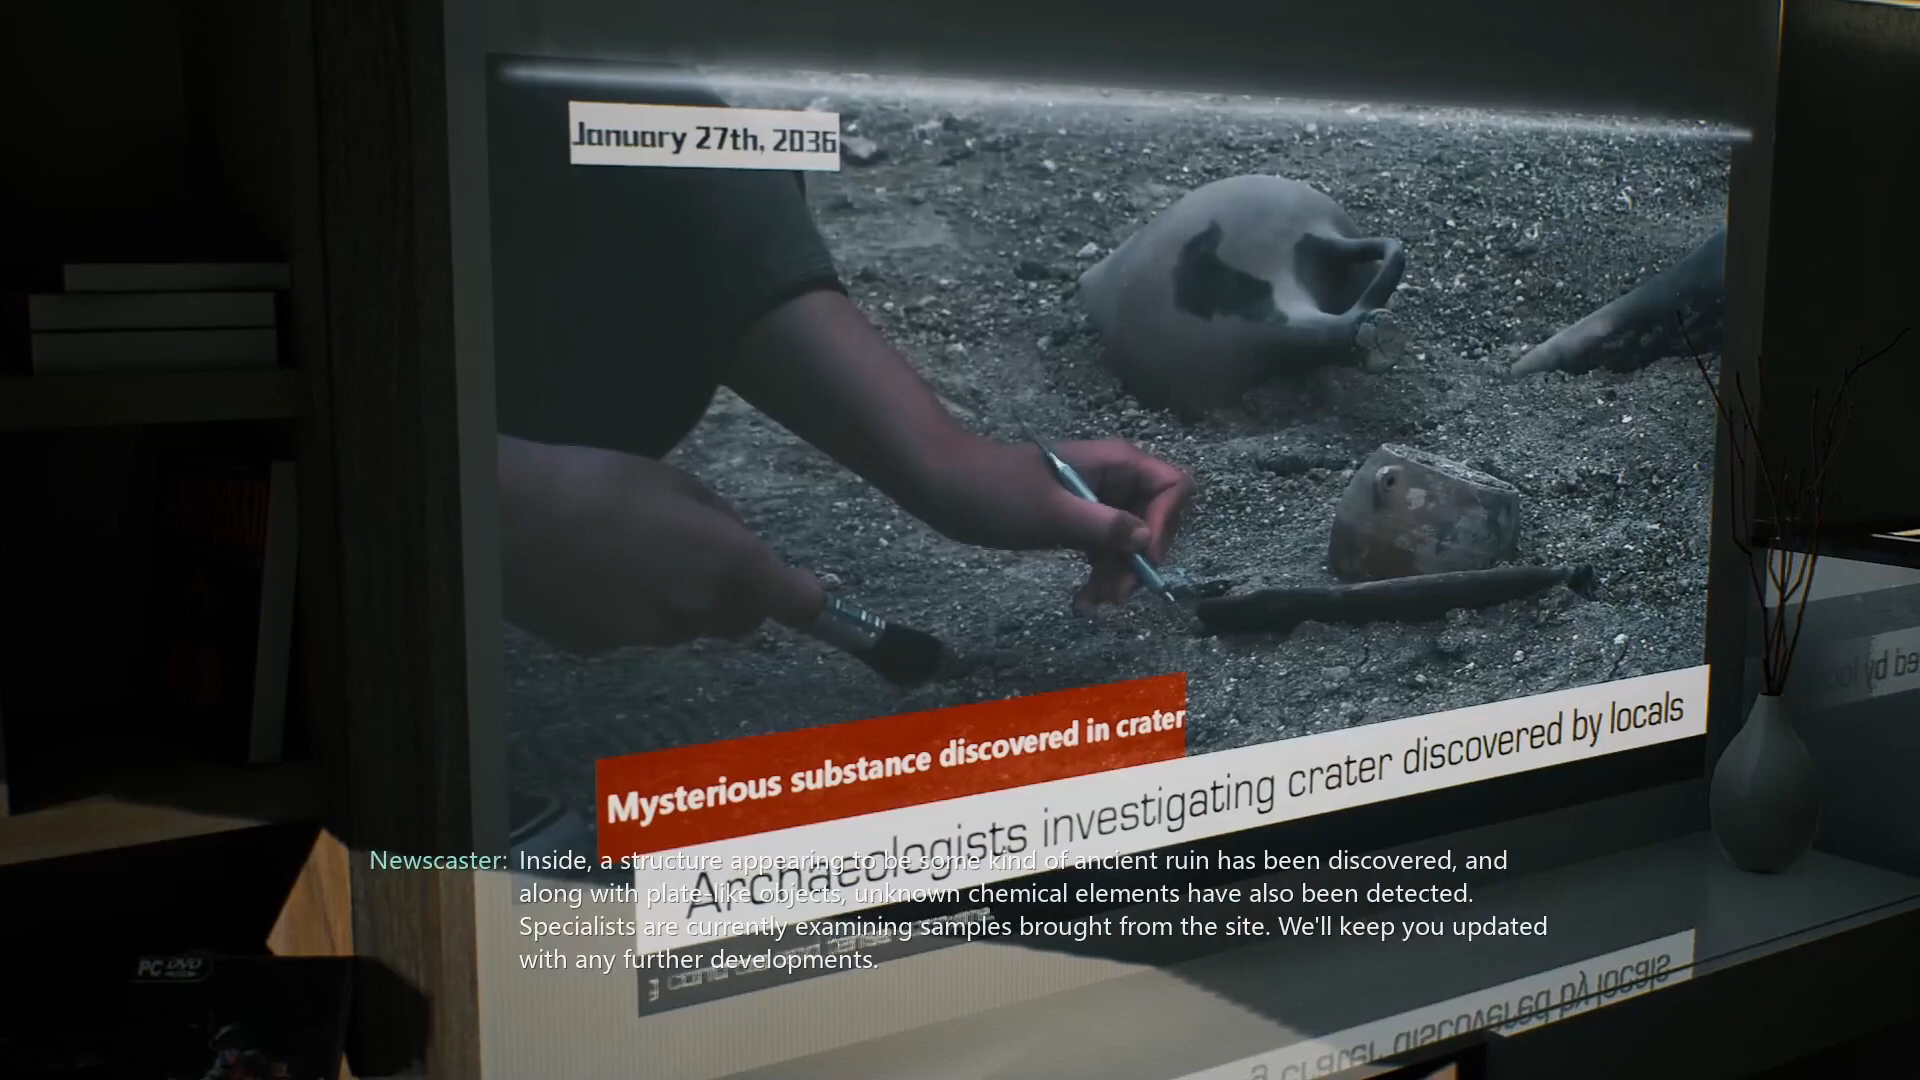 January 27th, 2036
Mysterious substance discovered in crater
Archaeologists investigating crater discovered by locals
Newscaster: Inside, a structure appearing to be some kind of ancient ruin has been discovered, and
along with plate-like objects, unknown chemical elements have also been detected.
Specialists are currently examining samples brought from the site. We'll keep you updated
with any further developments.
PC DVD